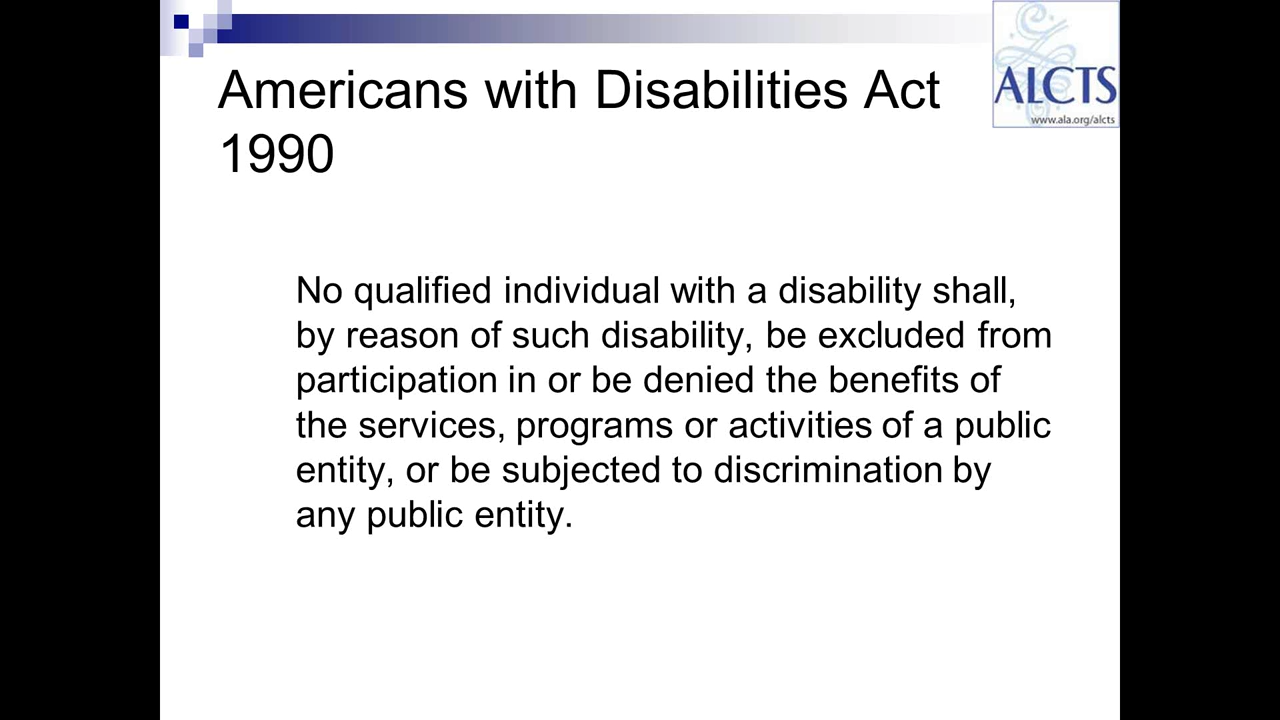 Americans with Disabilities Act
1990
ALCTS
www.ala.org/alcts
No qualified individual with a disability shall,
by reason of such disability, be excluded from
participation in or be denied the benefits of
the services, programs or activities of a public
entity, or be subjected to discrimination by
any public entity.